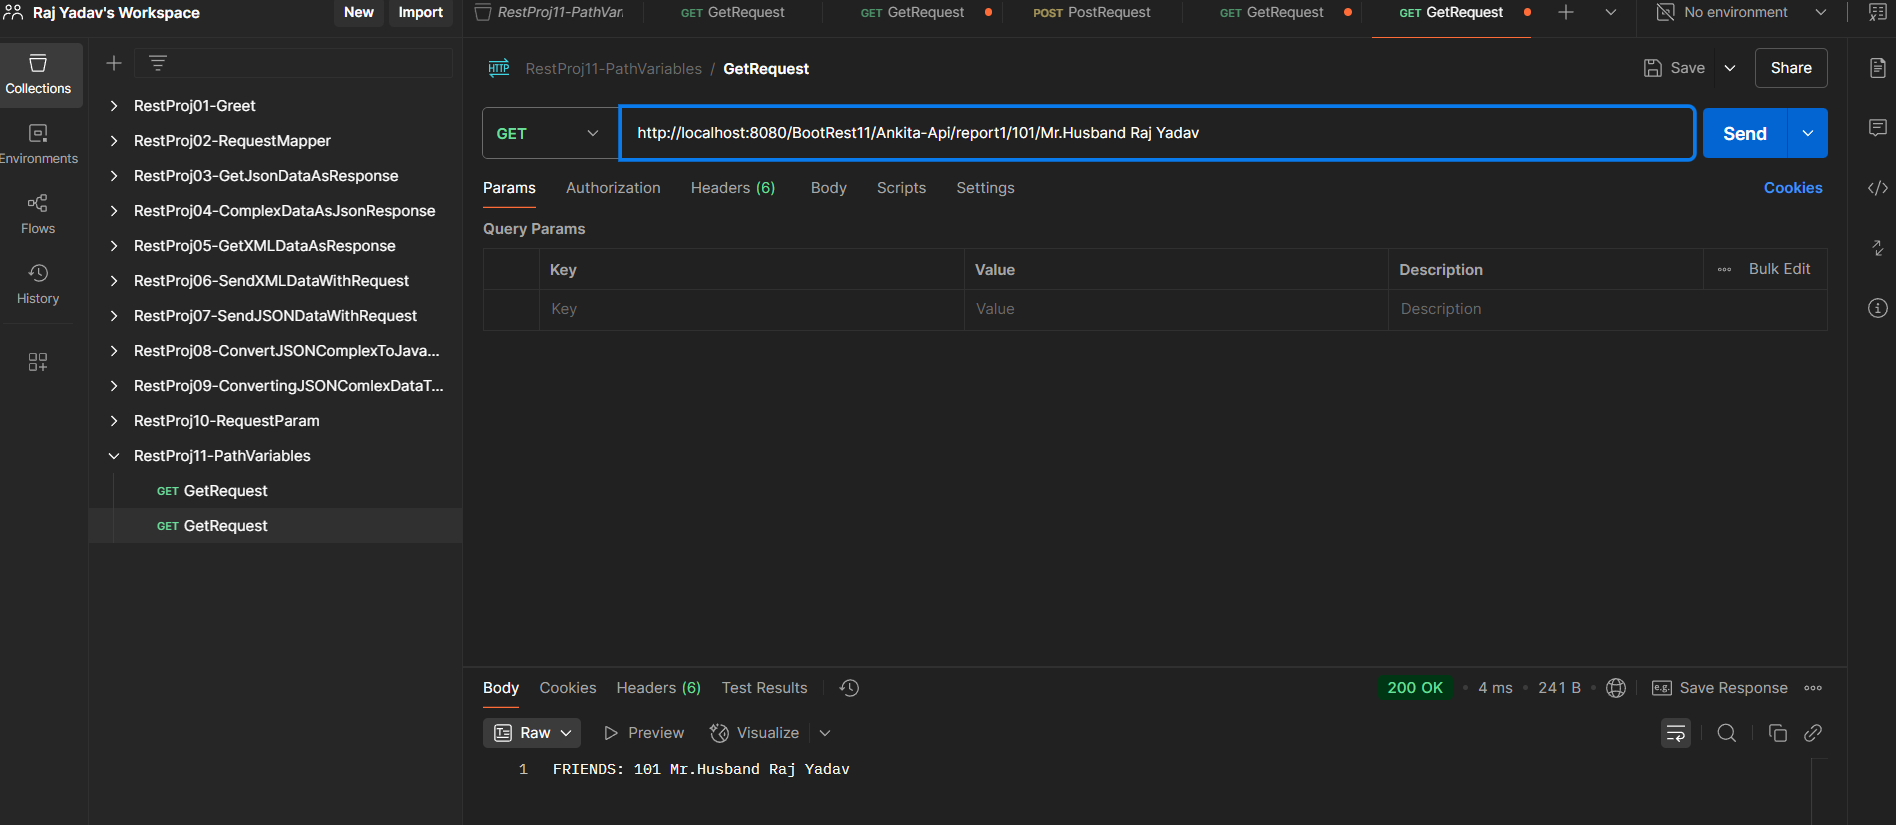 Raj Yadav's Workspace
New
Import
RestProj11-PathVar
GET GetRequest
GET GetRequest
POST PostRequest
GET GetRequest
GET GetRequest
No environment
Collections
Environments
Flows
History
RestProj01-Greet
RestProj02-RequestMapper
RestProj03-GetJsonDataAsResponse
RestProj04-ComplexDataAsJsonResponse
RestProj05-GetXMLDataAsResponse
RestProj06-SendXMLDataWithRequest
RestProj07-SendJSONDataWithRequest
RestProj08-ConvertJSONComplexToJava...
RestProj09-ConvertingJSONComlexDataT...
RestProj10-RequestParam
RestProj11-PathVariables
GET GetRequest
GET GetRequest
HTTP RestProj11-PathVariables / GetRequest
Save
Share
GET
http://localhost:8080/BootRest11/Ankita-Api/report1/101/Mr.Husband Raj Yadav
Send
Params Authorization Headers (6) Body Scripts Settings
Cookies
Query Params
Key Value Description
Bulk Edit
Key Value Description
Body Cookies Headers (6) Test Results
200 OK • 4 ms • 241 B
e.g. Save Response
Raw Preview Visualize
1 FRIENDS: 101 Mr.Husband Raj Yadav